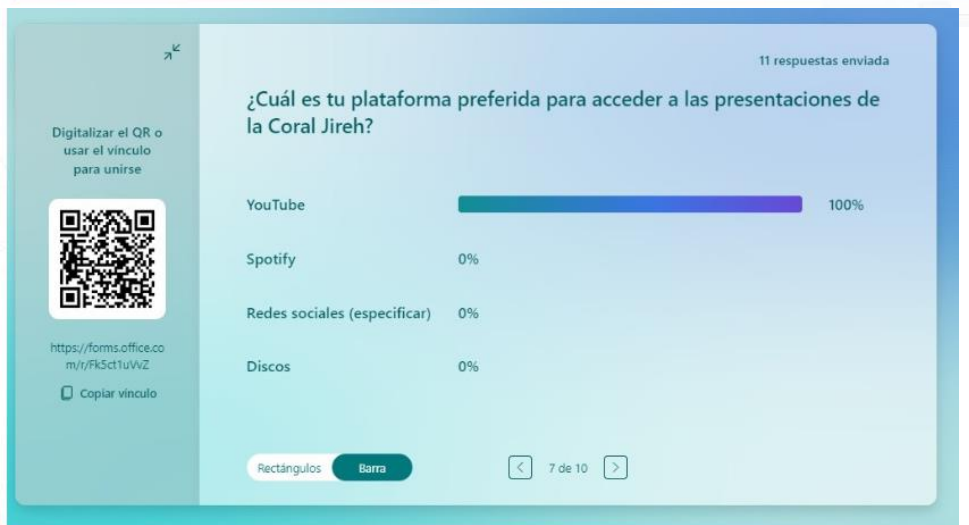 Digitalizar el QR o
usar el vínculo
para unirse
https://forms.office.co
m/r/Fk5ct1uVvZ
Copiar vínculo
11 respuestas enviada
¿Cuál es tu plataforma preferida para acceder a las presentaciones de
la Coral Jireh?
YouTube 100%
Spotify 0%
Redes sociales (especificar) 0%
Discos 0%
Rectángulos Barra 7 de 10